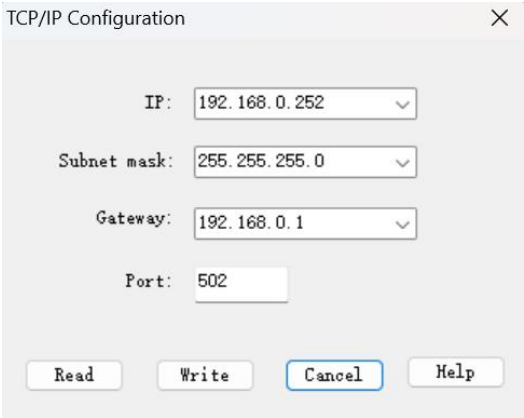 TCP/IP Configuration
IP: 192.168.0.252
Subnet mask: 255.255.255.0
Gateway: 192.168.0.1
Port: 502
Read Write Cancel Help